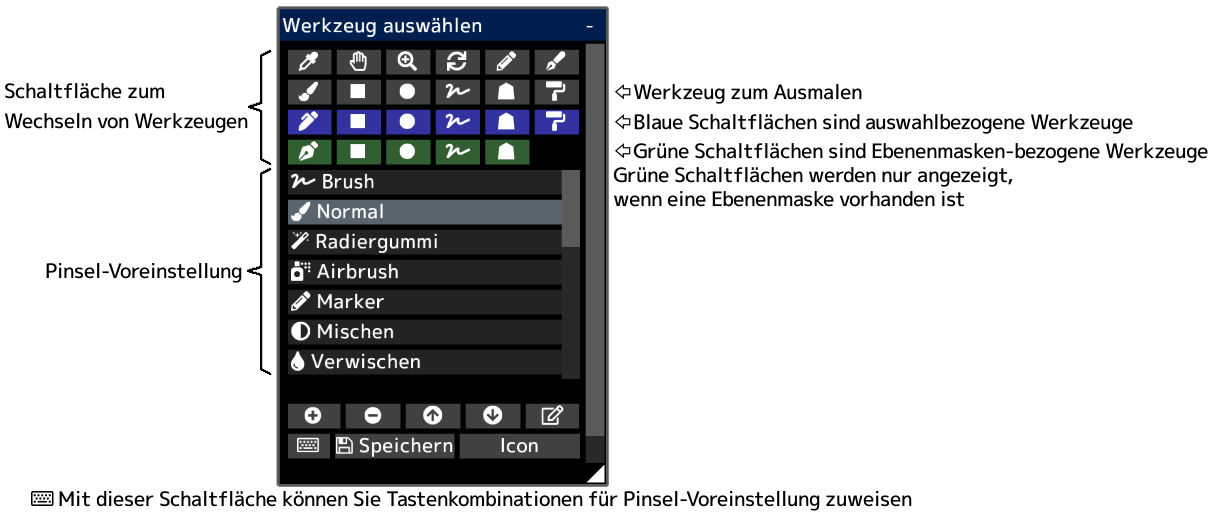 Werkzeug auswählen -
Schaltfläche zum
Wechseln von Werkzeugen
⇦Werkzeug zum Ausmalen
⇦Blaue Schaltflächen sind auswahlbezogene Werkzeuge
⇦Grüne Schaltflächen sind Ebenenmasken-bezogene Werkzeuge
Grüne Schaltflächen werden nur angezeigt,
wenn eine Ebenenmaske vorhanden ist
Pinsel-Voreinstellung
Brush
Normal
Radiergummi
Airbrush
Marker
Mischen
Verwischen
Speichern
Icon
Mit dieser Schaltfläche können Sie Tastenkombinationen für Pinsel-Voreinstellung zuweisen